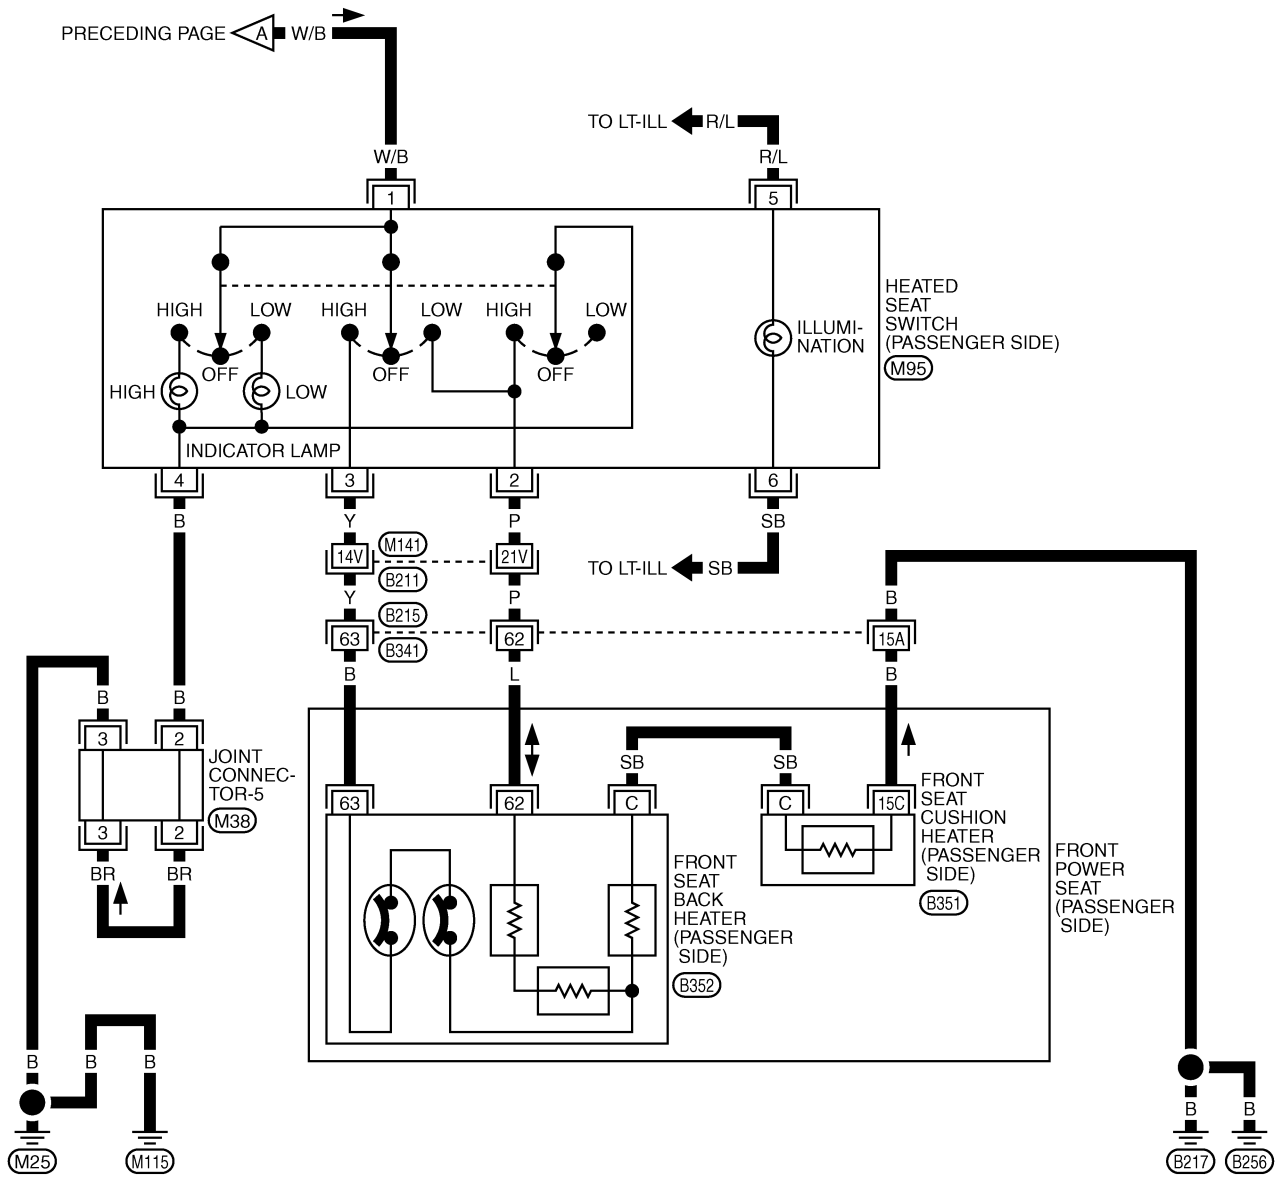 PRECEDING PAGE A W/B
TO LT-ILL R/L
W/B R/L
1 5
HEATED
SEAT
SWITCH
(PASSENGER SIDE)
M95
HIGH LOW HIGH LOW HIGH LOW
ILLUMI-
NATION
OFF OFF OFF
HIGH LOW
INDICATOR LAMP
4 3 2 6
B Y P SB
M141
14V 21V
B211
TO LT-ILL SB
Y P B
B215
63 62 15A
B341
B L B
B B
3 2
JOINT
CONNEC-
TOR-5
M38
3 2
BR BR
SB SB
63 62 C C 15C
FRONT
SEAT
CUSHION
HEATER
(PASSENGER
SIDE)
B351
FRONT
POWER
SEAT
(PASSENGER
SIDE)
FRONT
SEAT
BACK
HEATER
(PASSENGER
SIDE)
B352
B B B
B B
M25 M115 B217 B256